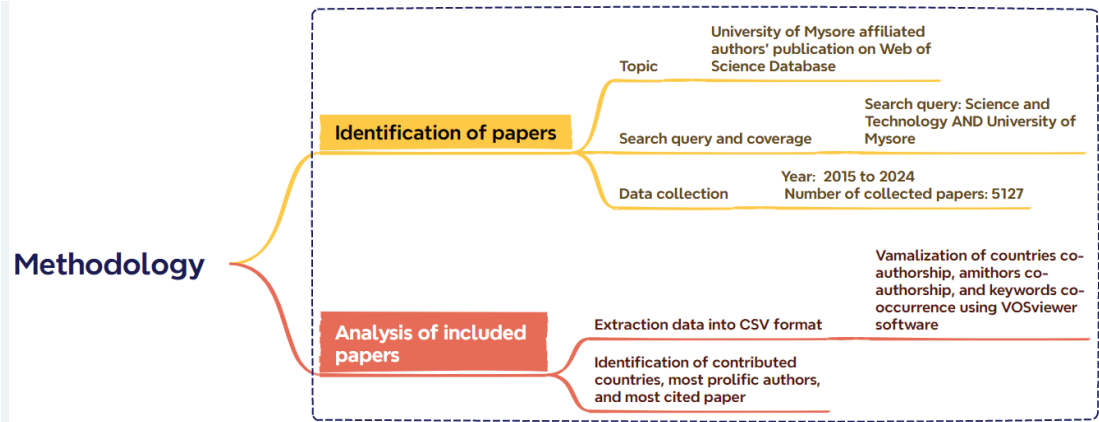 Methodology
Identification of papers
Topic
University of Mysore affiliated
authors' publication on Web of
Science Database
Search query and coverage
Search query: Science and
Technology AND University of
Mysore
Data collection
Year: 2015 to 2024
Number of collected papers: 5127
Analysis of included
papers
Extraction data into CSV format
Vamalization of countries co-
authorship, amithors co-
authorship, and keywords co-
occurrence using VOSviewer
software
Identification of contributed
countries, most prolific authors,
and most cited paper